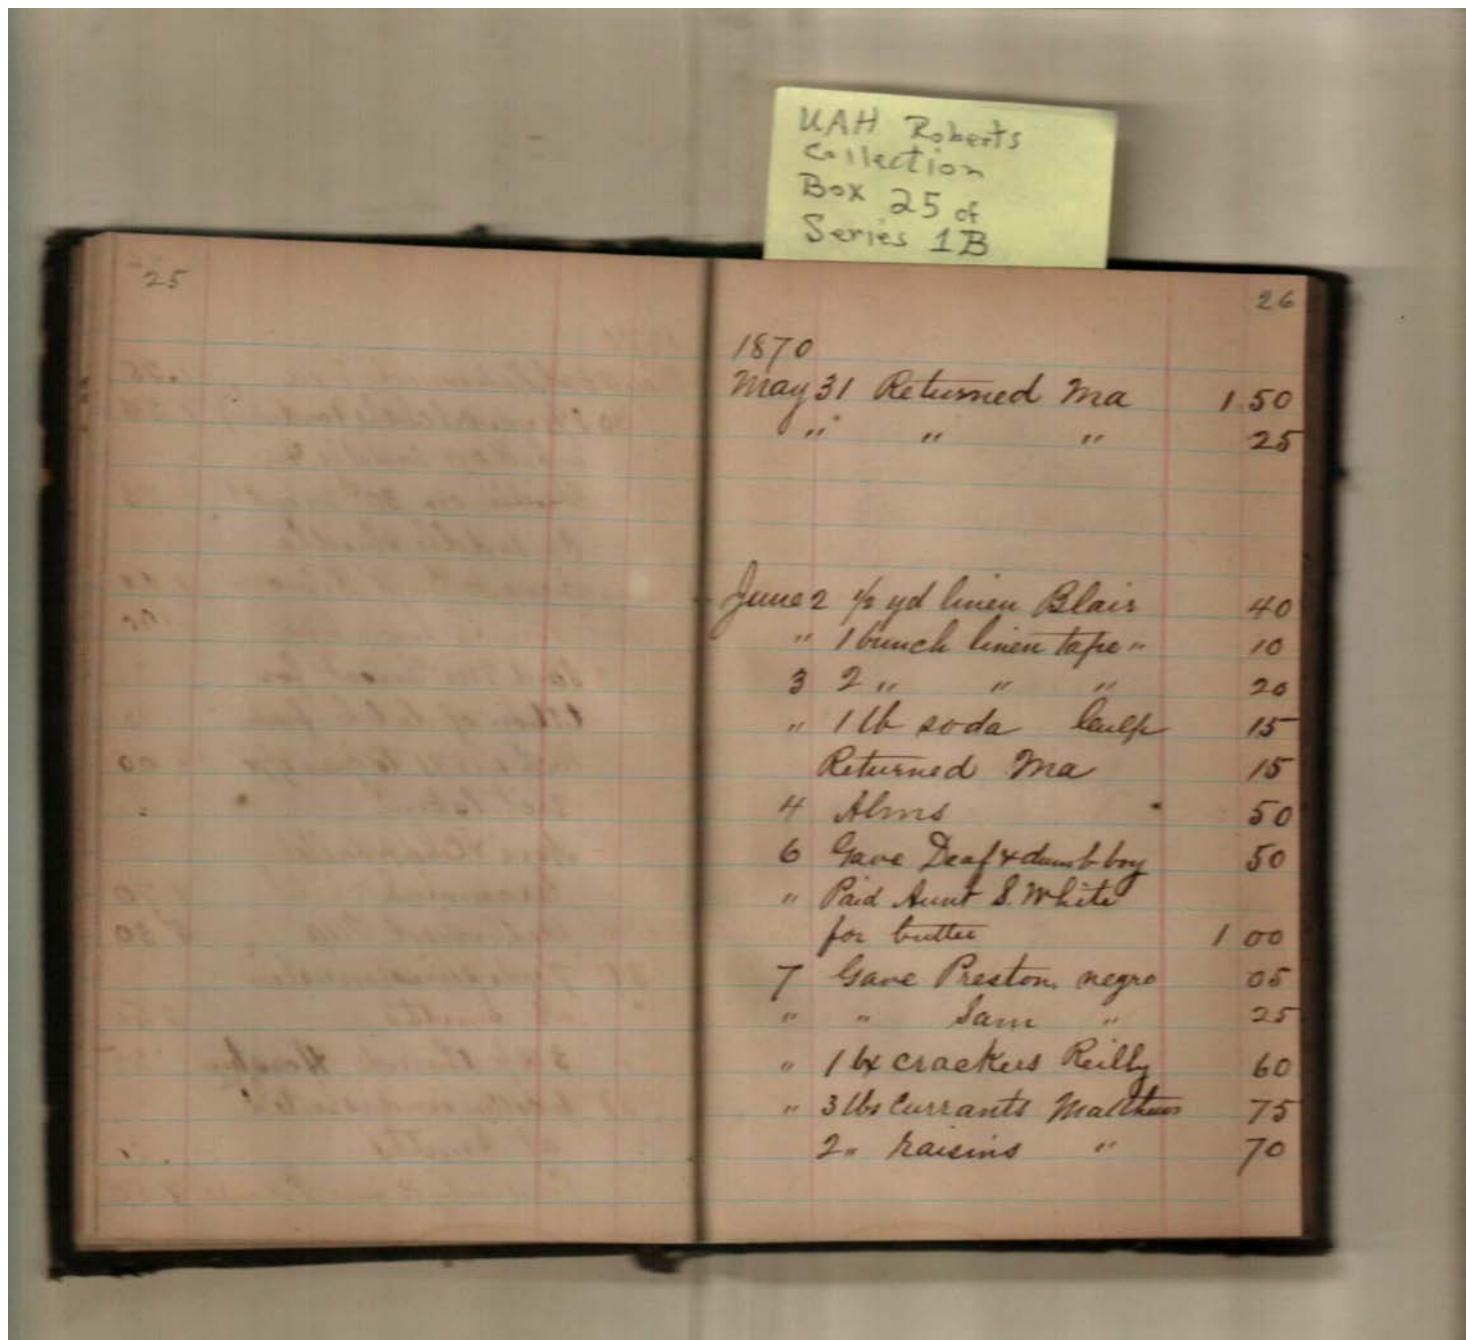 UAH Roberts
Collection
Box 25 of
Series 1B
25
26
1870
May 31 Returned Ma 1 50
" " " 25
June 2 1/2 yd linen Blair 40
" 1 bunch linen tape " 10
3 2 " " " 20
" 1 lb soda 15
Returned Ma 15
4 Alms 50
6 Gave Deaf & dumb boy 50
" Paid Aunt S. White
for butter 1 00
7 Gave Preston, negro 05
" " Sam " 25
" 1 bx crackers Reilly 60
" 3 lbs Currants Matthews 75
2 " raisins " 70